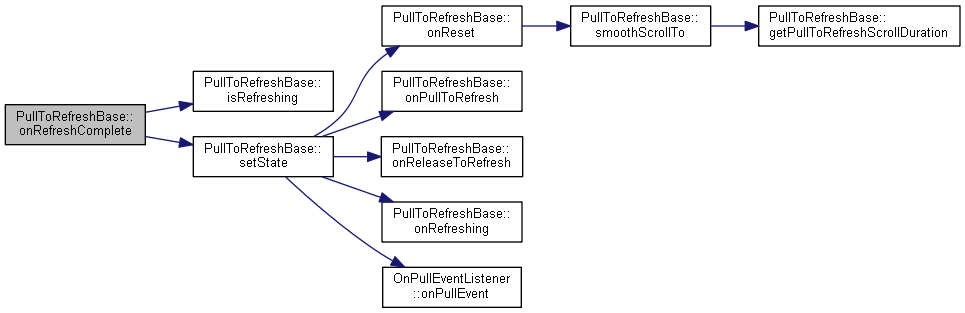 PullToRefreshBase::
onRefreshComplete
PullToRefreshBase::
isRefreshing
PullToRefreshBase::
setState
PullToRefreshBase::
onReset
PullToRefreshBase::
smoothScrollTo
PullToRefreshBase::
getPullToRefreshScrollDuration
PullToRefreshBase::
onPullToRefresh
PullToRefreshBase::
onReleaseToRefresh
PullToRefreshBase::
onRefreshing
OnPullEventListener
::onPullEvent